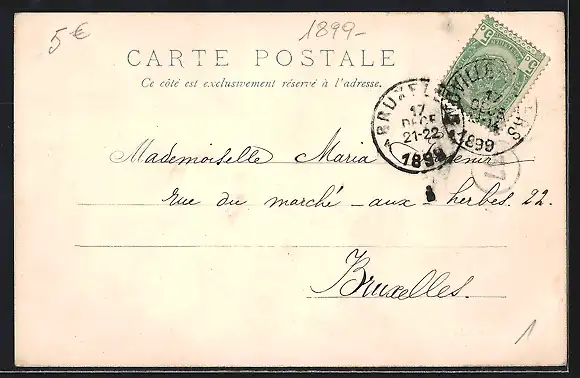 5€
1899-
CARTE POSTALE
Ce côté est exclusivement réservé à l'adresse.
17
DECE
21-22
1899
1899
Mademoiselle Maria
rue du marché - aux - herbes. 22.
Bruxelles.
1